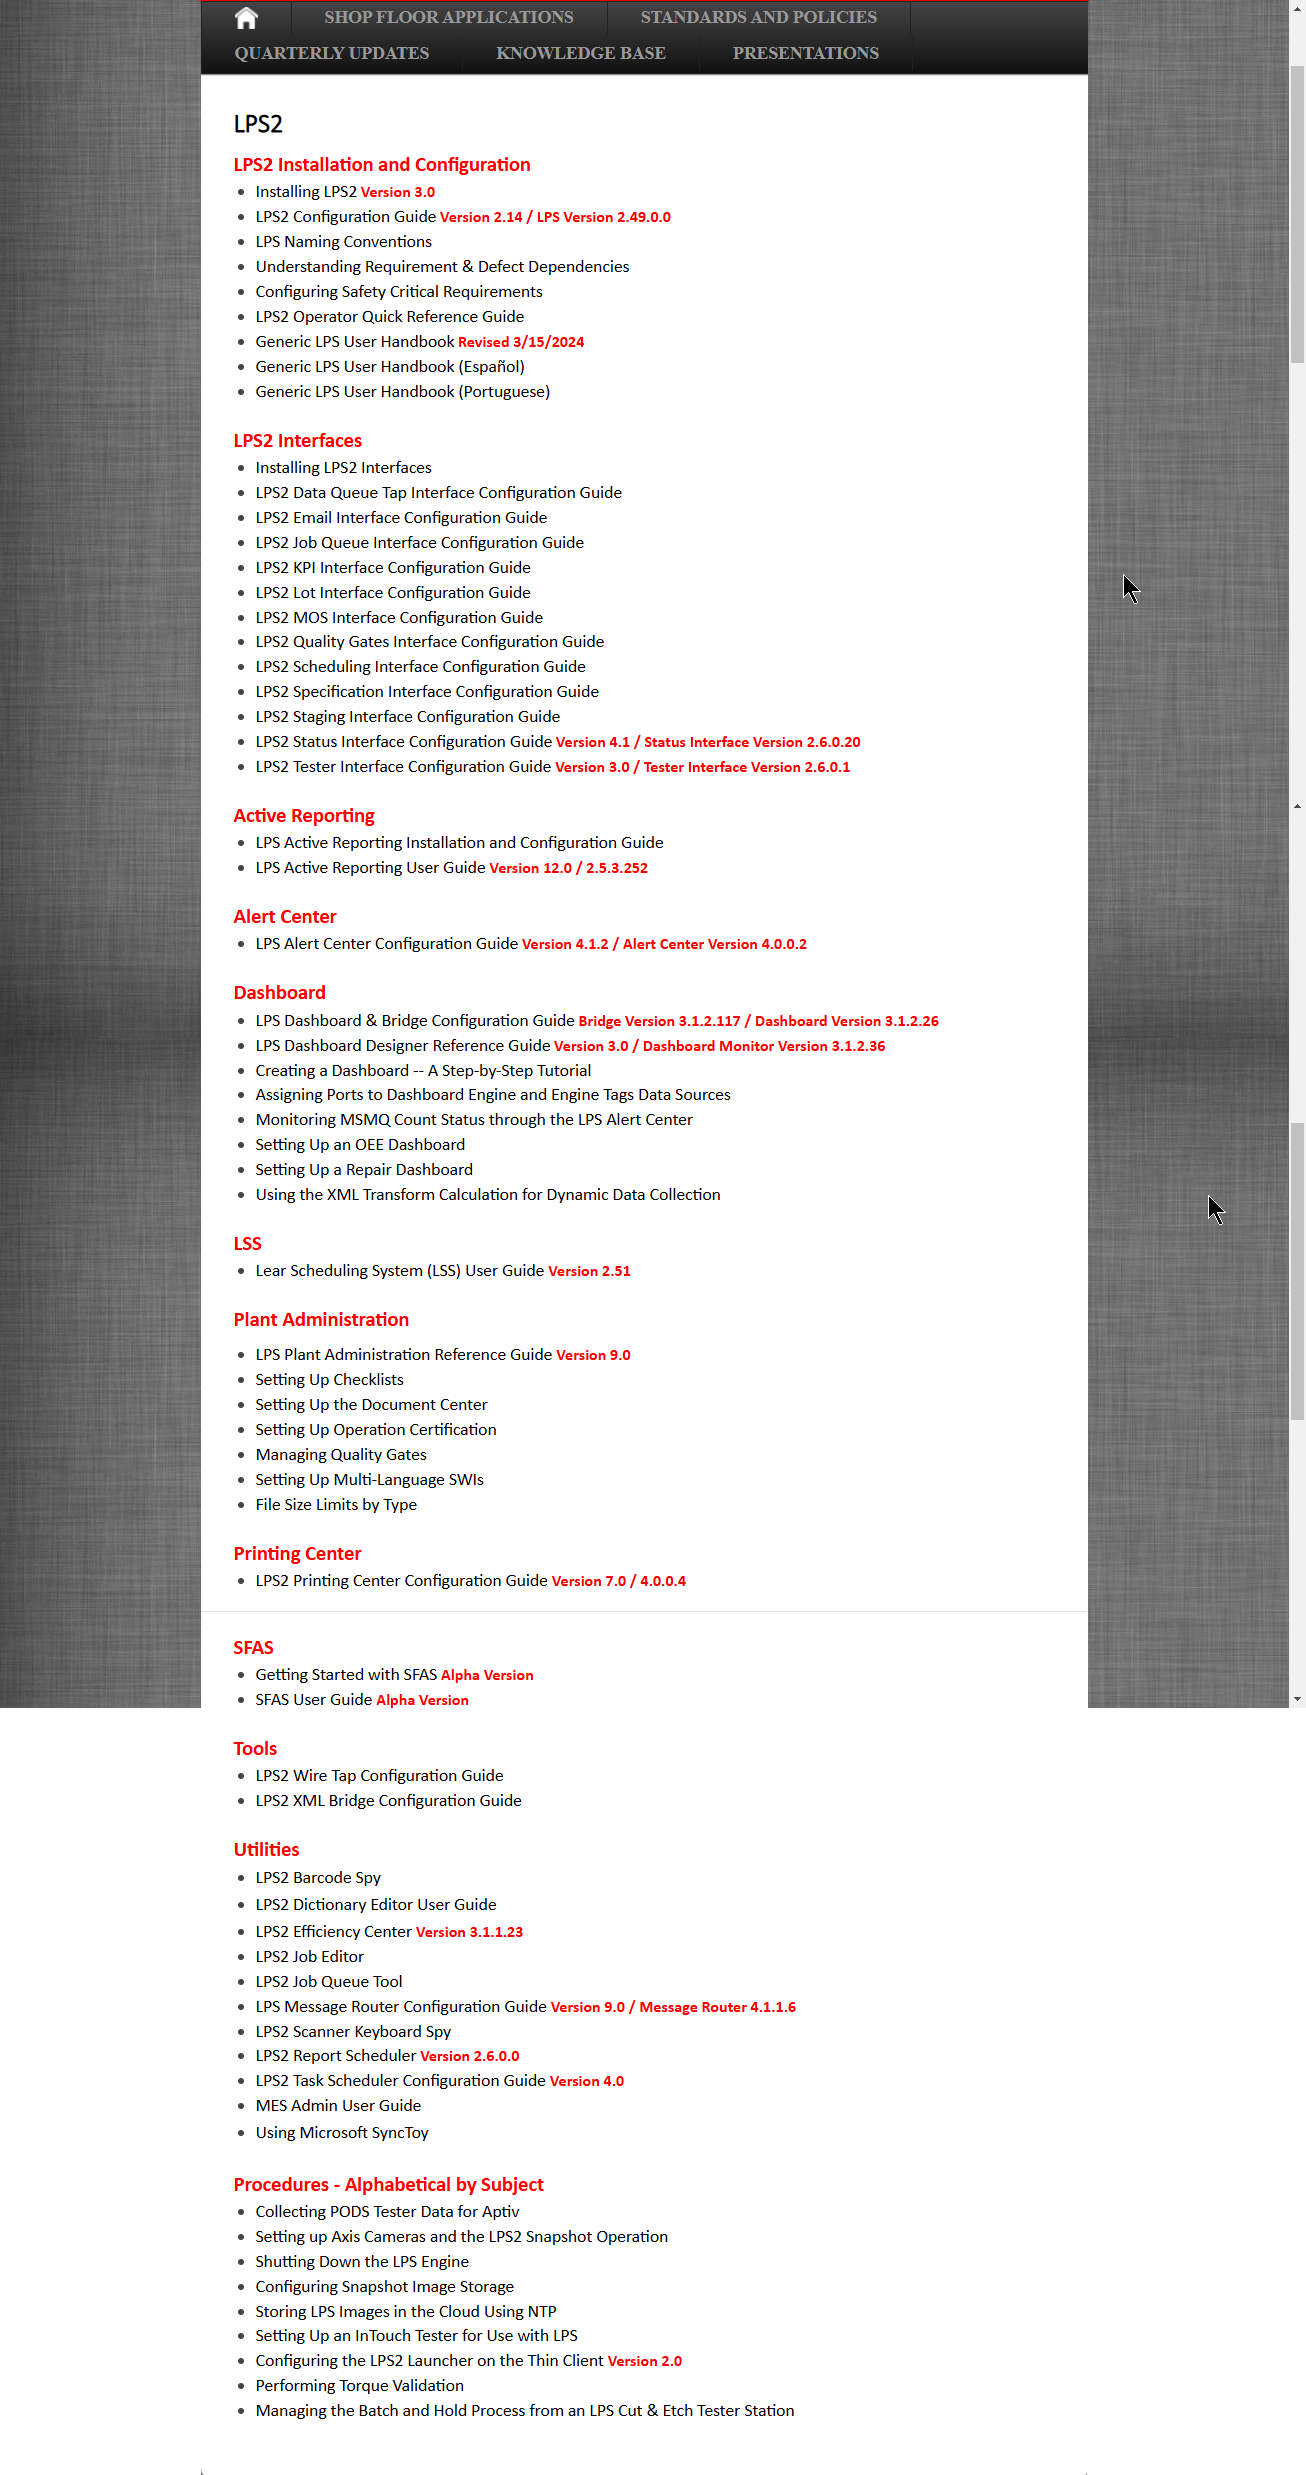 SHOP FLOOR APPLICATIONS STANDARDS AND POLICIES
QUARTERLY UPDATES KNOWLEDGE BASE PRESENTATIONS
LPS2
LPS2 Installation and Configuration
Installing LPS2 Version 3.0
LPS2 Configuration Guide Version 2.14 / LPS Version 2.49.0.0
LPS Naming Conventions
Understanding Requirement & Defect Dependencies
Configuring Safety Critical Requirements
LPS2 Operator Quick Reference Guide
Generic LPS User Handbook Revised 3/15/2024
Generic LPS User Handbook (Español)
Generic LPS User Handbook (Portuguese)
LPS2 Interfaces
Installing LPS2 Interfaces
LPS2 Data Queue Tap Interface Configuration Guide
LPS2 Email Interface Configuration Guide
LPS2 Job Queue Interface Configuration Guide
LPS2 KPI Interface Configuration Guide
LPS2 Lot Interface Configuration Guide
LPS2 MOS Interface Configuration Guide
LPS2 Quality Gates Interface Configuration Guide
LPS2 Scheduling Interface Configuration Guide
LPS2 Specification Interface Configuration Guide
LPS2 Staging Interface Configuration Guide
LPS2 Status Interface Configuration Guide Version 4.1 / Status Interface Version 2.6.0.20
LPS2 Tester Interface Configuration Guide Version 3.0 / Tester Interface Version 2.6.0.1
Active Reporting
LPS Active Reporting Installation and Configuration Guide
LPS Active Reporting User Guide Version 12.0 / 2.5.3.252
Alert Center
LPS Alert Center Configuration Guide Version 4.1.2 / Alert Center Version 4.0.0.2
Dashboard
LPS Dashboard & Bridge Configuration Guide Bridge Version 3.1.2.117 / Dashboard Version 3.1.2.26
LPS Dashboard Designer Reference Guide Version 3.0 / Dashboard Monitor Version 3.1.2.36
Creating a Dashboard -- A Step-by-Step Tutorial
Assigning Ports to Dashboard Engine and Engine Tags Data Sources
Monitoring MSMQ Count Status through the LPS Alert Center
Setting Up an OEE Dashboard
Setting Up a Repair Dashboard
Using the XML Transform Calculation for Dynamic Data Collection
LSS
Lear Scheduling System (LSS) User Guide Version 2.51
Plant Administration
LPS Plant Administration Reference Guide Version 9.0
Setting Up Checklists
Setting Up the Document Center
Setting Up Operation Certification
Managing Quality Gates
Setting Up Multi-Language SWIs
File Size Limits by Type
Printing Center
LPS2 Printing Center Configuration Guide Version 7.0 / 4.0.0.4
SFAS
Getting Started with SFAS Alpha Version
SFAS User Guide Alpha Version
Tools
LPS2 Wire Tap Configuration Guide
LPS2 XML Bridge Configuration Guide
Utilities
LPS2 Barcode Spy
LPS2 Dictionary Editor User Guide
LPS2 Efficiency Center Version 3.1.1.23
LPS2 Job Editor
LPS2 Job Queue Tool
LPS Message Router Configuration Guide Version 9.0 / Message Router 4.1.1.6
LPS2 Scanner Keyboard Spy
LPS2 Report Scheduler Version 2.6.0.0
LPS2 Task Scheduler Configuration Guide Version 4.0
MES Admin User Guide
Using Microsoft SyncToy
Procedures - Alphabetical by Subject
Collecting PODS Tester Data for Aptiv
Setting up Axis Cameras and the LPS2 Snapshot Operation
Shutting Down the LPS Engine
Configuring Snapshot Image Storage
Storing LPS Images in the Cloud Using NTP
Setting Up an InTouch Tester for Use with LPS
Configuring the LPS2 Launcher on the Thin Client Version 2.0
Performing Torque Validation
Managing the Batch and Hold Process from an LPS Cut & Etch Tester Station